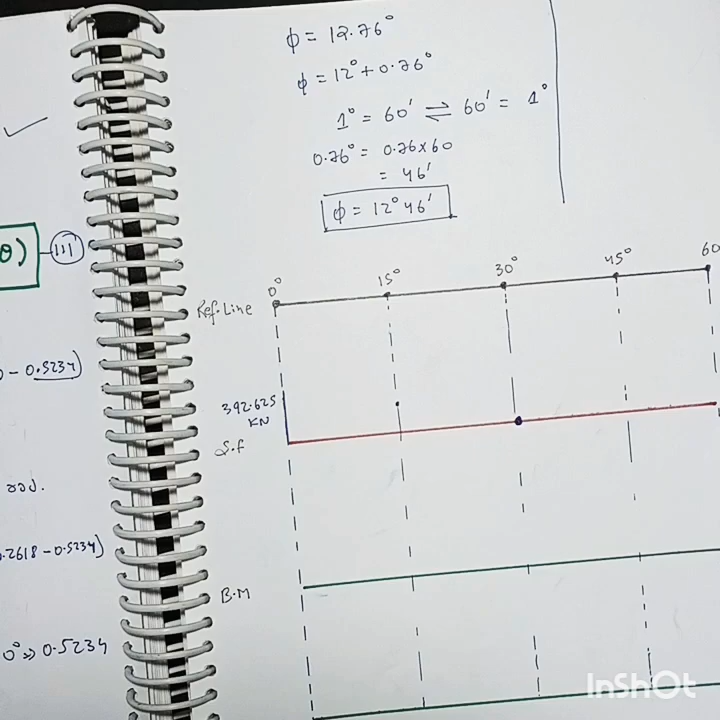 φ = 12.76°
φ = 12° + 0.76°
1° = 60' ⇌ 60' = 1°
0.76° = 0.76×60
= 46'
φ = 12° 46'
θ)
111
0° 15° 30° 45° 60
Ref. Line
- 0.5234)
392.625
KN
S.F
rad.
.2618 - 0.5234)
B.M
0° => 0.5234
InShOt